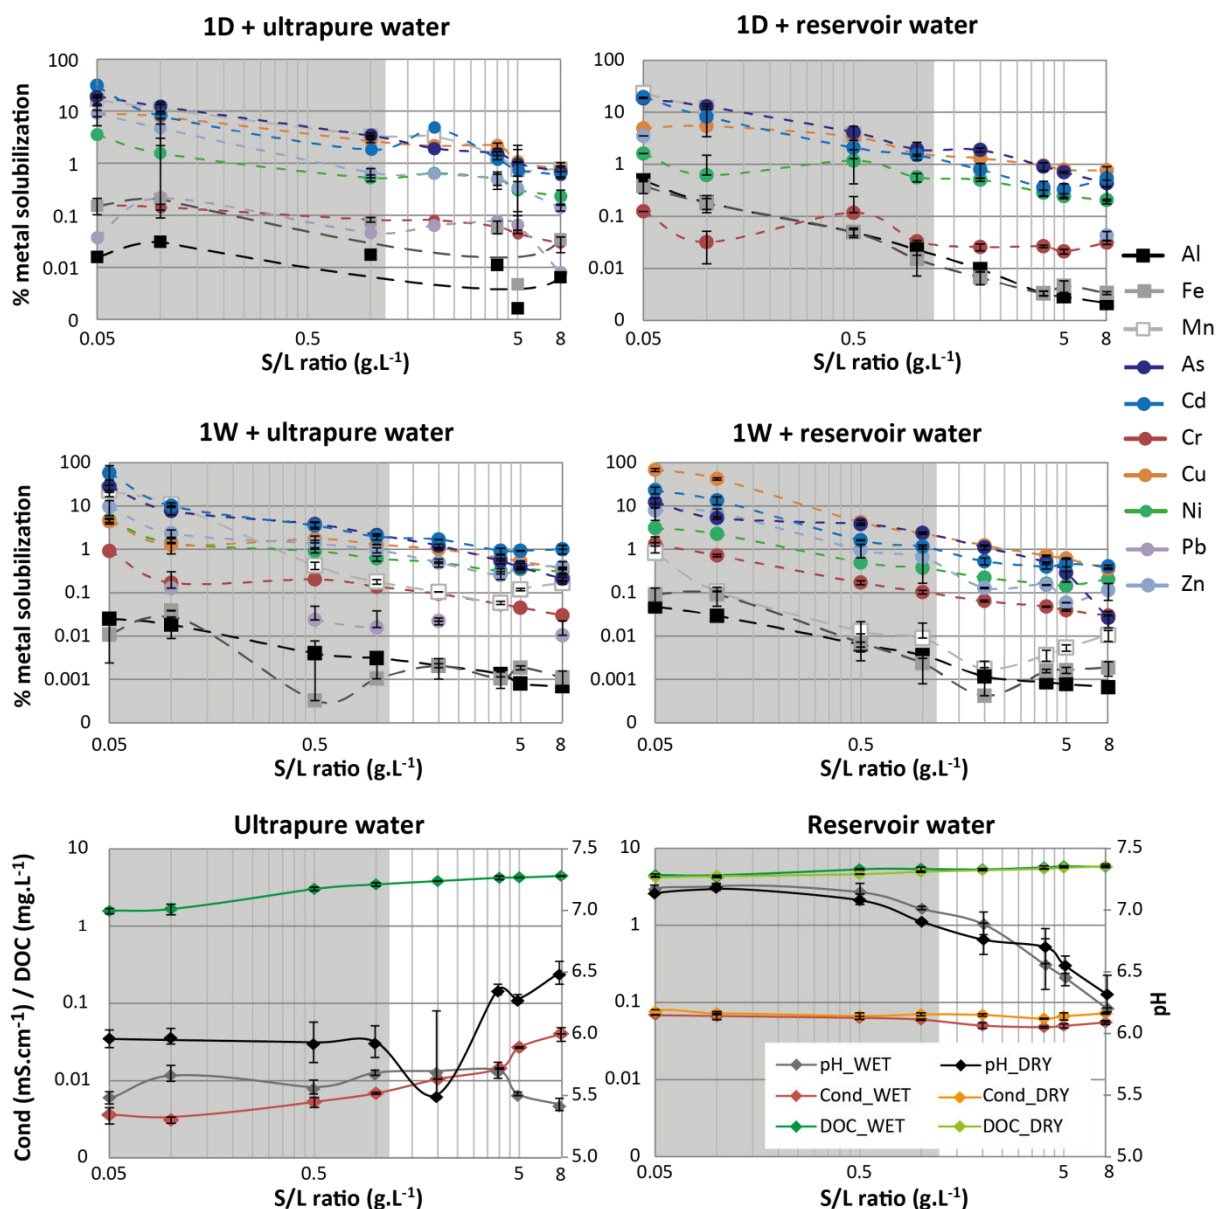 1D + ultrapure water
1D + reservoir water
% metal solubilization
100
10
1
0.1
0.01
0
0.05
0.5
5
8
S/L ratio (g.L⁻¹)
100
10
1
0.1
0.01
0
0.05
0.5
5
8
S/L ratio (g.L⁻¹)
Al
Fe
Mn
As
Cd
Cr
Cu
Ni
Pb
Zn
1W + ultrapure water
1W + reservoir water
% metal solubilization
100
10
1
0.1
0.01
0.001
0
0.05
0.5
5
8
S/L ratio (g.L⁻¹)
100
10
1
0.1
0.01
0.001
0
0.05
0.5
5
8
S/L ratio (g.L⁻¹)
Ultrapure water
Reservoir water
Cond (mS.cm⁻¹) / DOC (mg.L⁻¹)
10
1
0.1
0.01
0
7.5
7.0
6.5
6.0
5.5
5.0
0.05
0.5
5
8
S/L ratio (g.L⁻¹)
10
1
0.1
0.01
0
7.5
7.0
6.5
6.0
5.5
5.0
pH
pH_WET
pH_DRY
Cond_WET
Cond_DRY
DOC_WET
DOC_DRY
0.05
0.5
5
8
S/L ratio (g.L⁻¹)